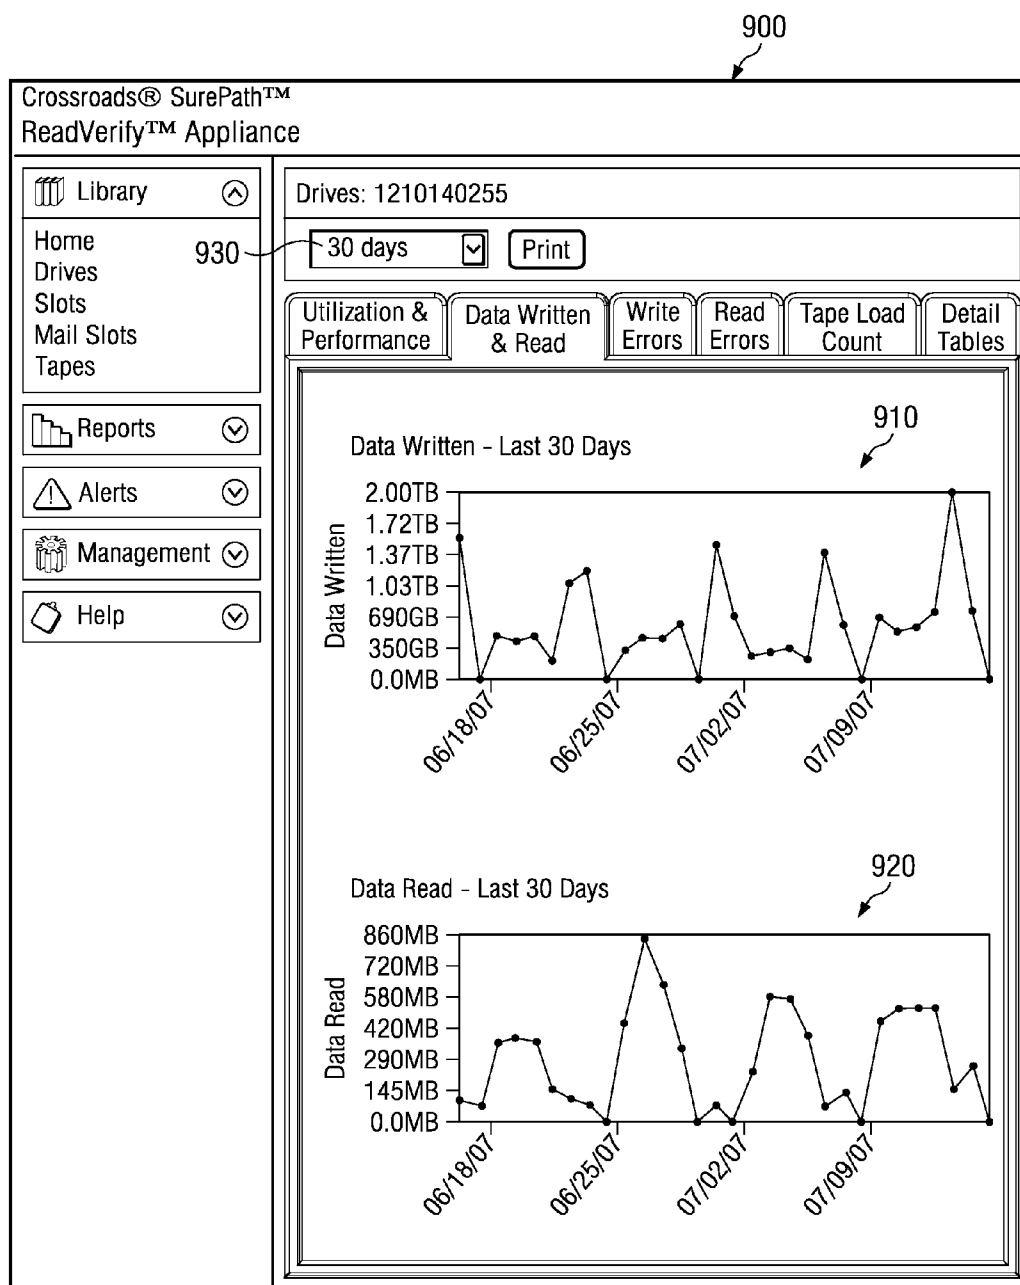 900
Crossroads® SurePath™
ReadVerify™ Appliance
Library
Home
Drives
Slots
Mail Slots
Tapes
Reports
Alerts
Management
Help
Drives: 1210140255
930
30 days
Print
Utilization &
Performance
Data Written
& Read
Write
Errors
Read
Errors
Tape Load
Count
Detail
Tables
910
Data Written - Last 30 Days
Data Written
2.00TB
1.72TB
1.37TB
1.03TB
690GB
350GB
0.0MB
06/18/07
06/25/07
07/02/07
07/09/07
920
Data Read - Last 30 Days
Data Read
860MB
720MB
580MB
420MB
290MB
145MB
0.0MB
06/18/07
06/25/07
07/02/07
07/09/07